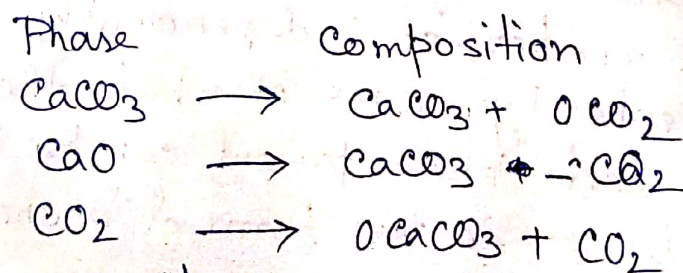 Phase Composition
CaCO3 → CaCO3 + 0 CO2
CaO → CaCO3 - CO2
CO2 → 0 CaCO3 + CO2